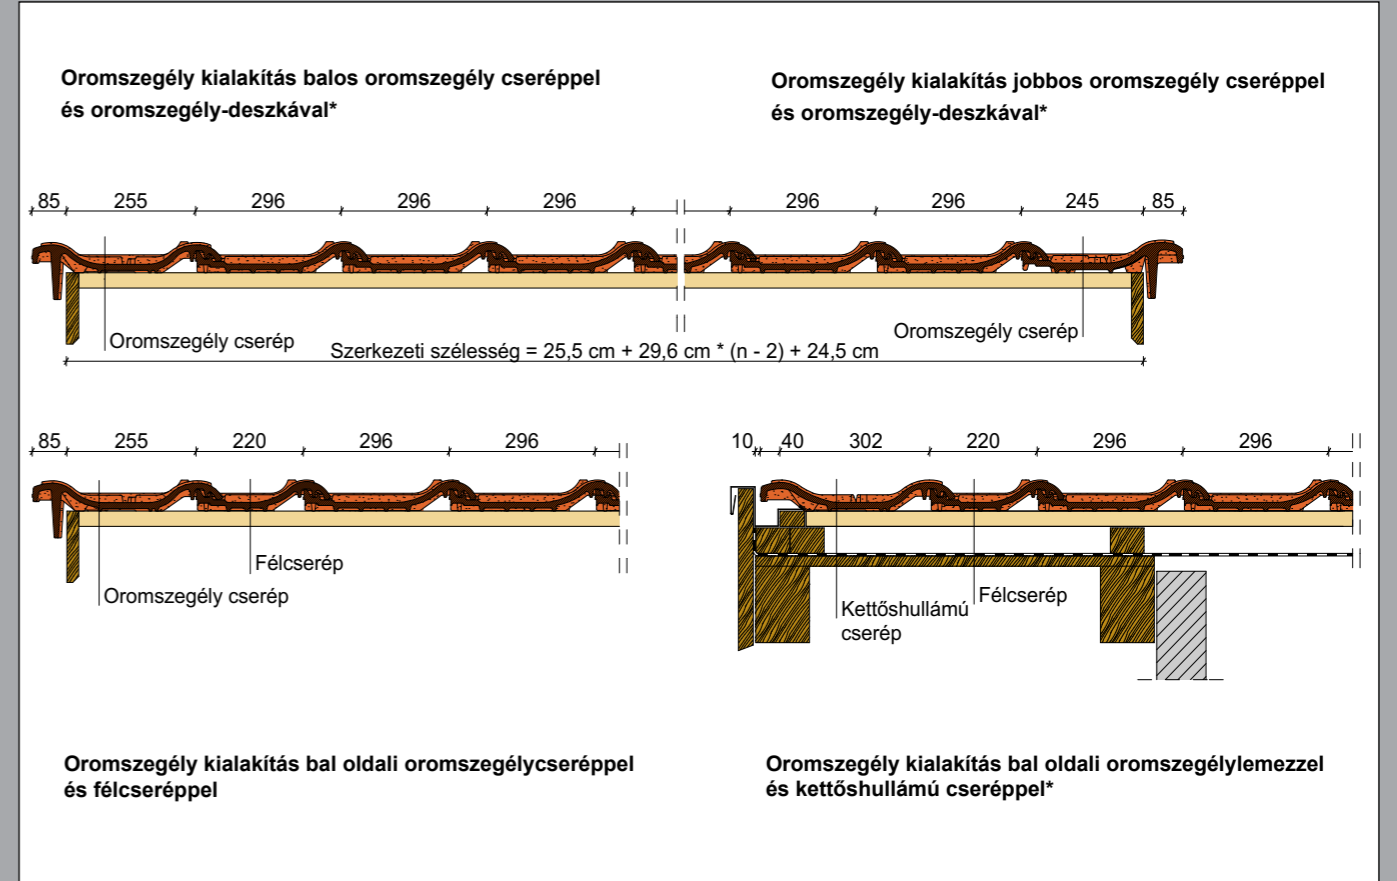 Oromszegély kialakítás balos oromszegély cseréppel
és oromszegély-deszkával*
Oromszegély kialakítás jobbos oromszegély cseréppel
és oromszegély-deszkával*
85 255 296 296 296 296 296 245 85
Oromszegély cserép
Oromszegély cserép
Szerkezeti szélesség = 25,5 cm + 29,6 cm * (n - 2) + 24,5 cm
85 255 220 296 296
Félcserép
Oromszegély cserép
10 40 302 220 296 296
Félcserép
Kettőshullámú
cserép
Oromszegély kialakítás bal oldali oromszegélycseréppel
és félcseréppel
Oromszegély kialakítás bal oldali oromszegélylemezzel
és kettőshullámú cseréppel*